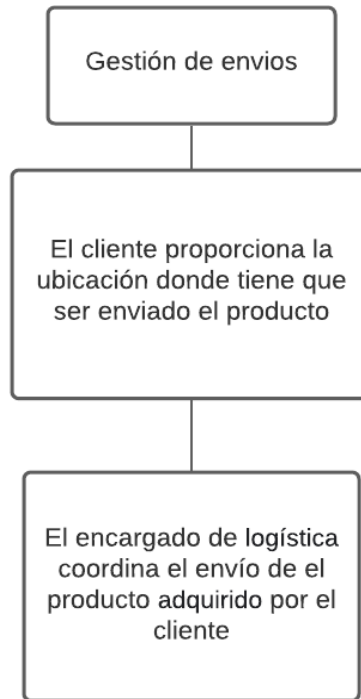 Gestión de envios
El cliente proporciona la
ubicación donde tiene que
ser enviado el producto
El encargado de logística
coordina el envío de el
producto adquirido por el
cliente